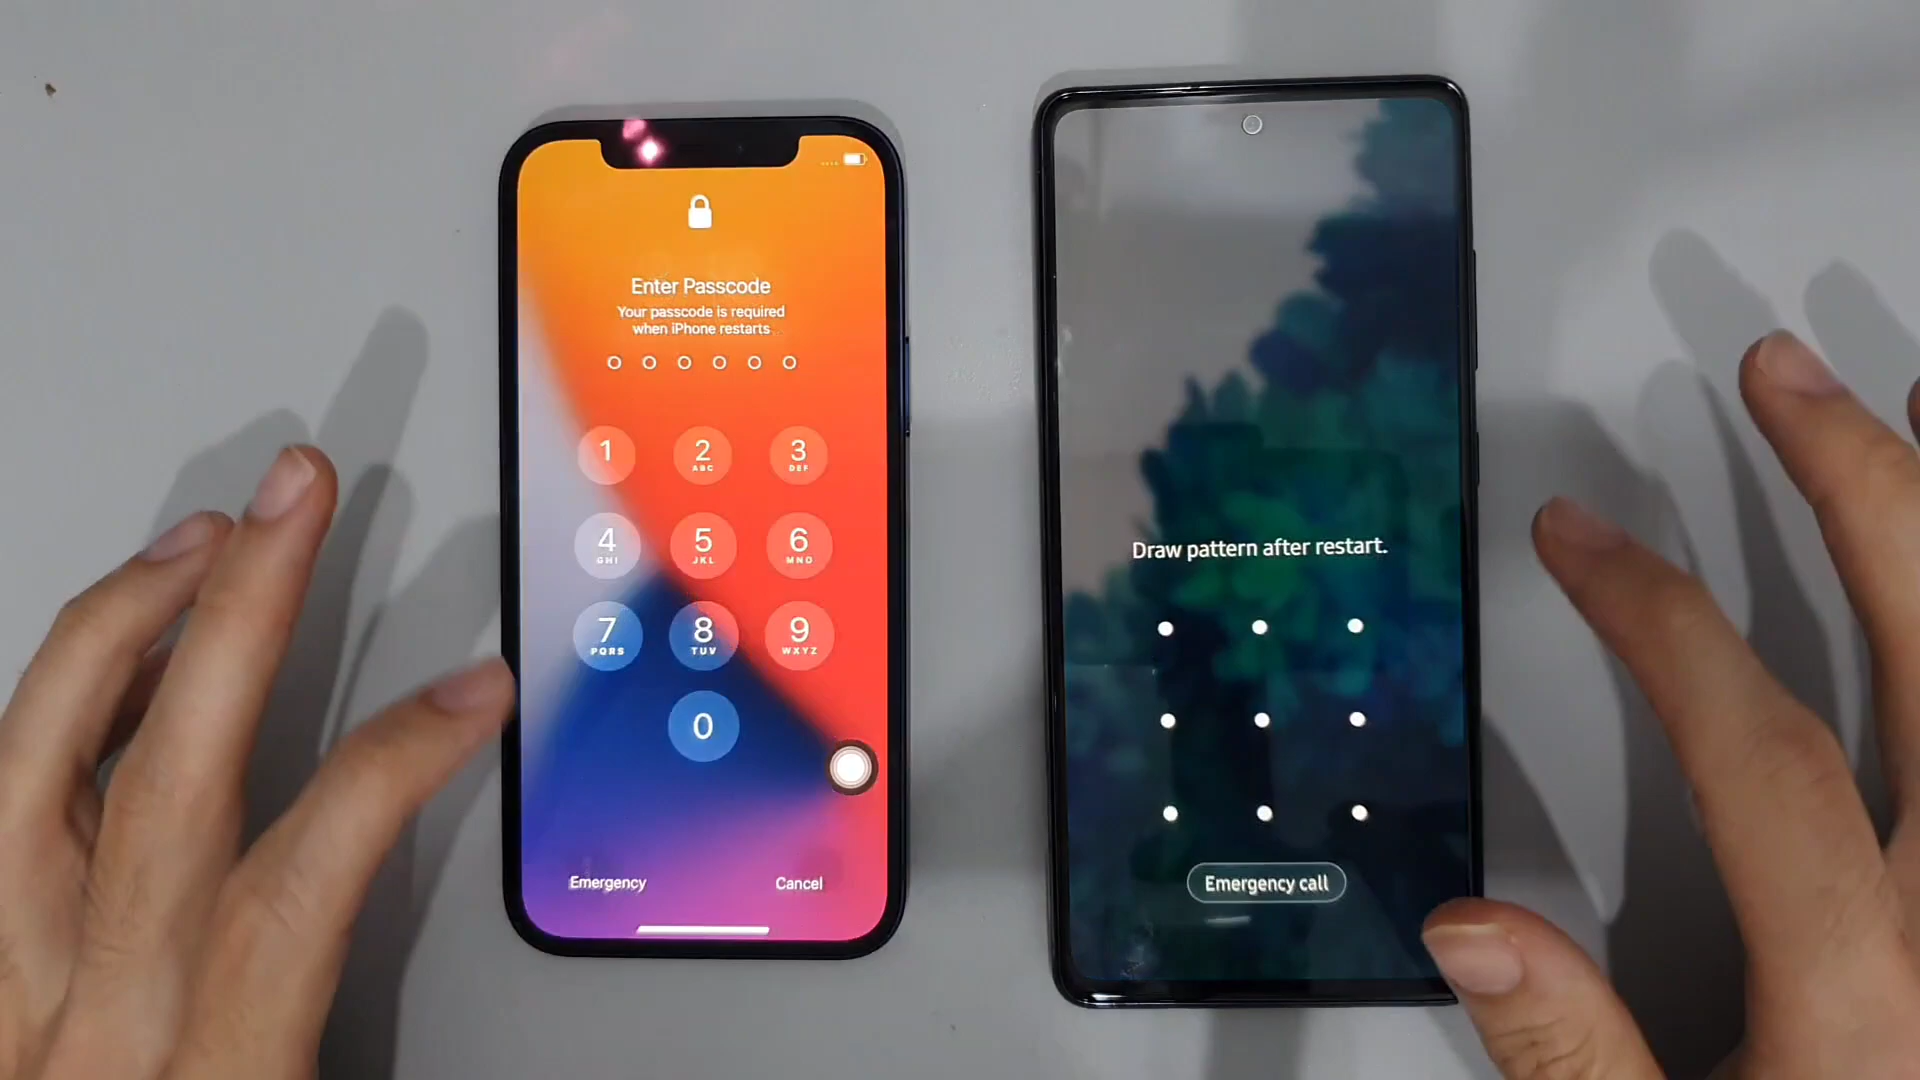 Enter Passcode
Your passcode is required
when iPhone restarts
1
2
ABC
3
DEF
4
GHI
5
JKL
6
MNO
7
PQRS
8
TUV
9
WXYZ
0
Emergency
Cancel
Draw pattern after restart.
Emergency call